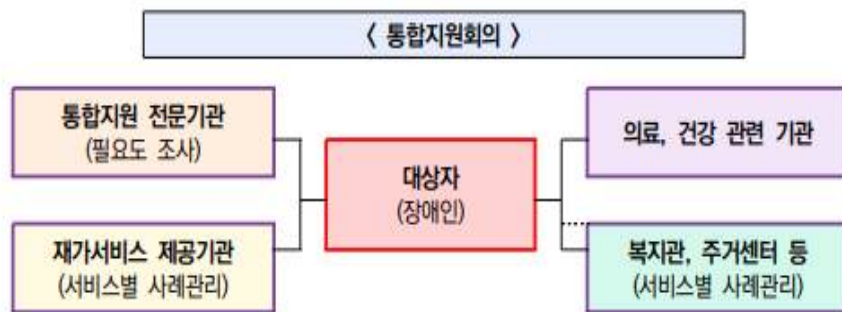 < 통합지원회의 >
통합지원 전문기관
(필요도 조사)
의료, 건강 관련 기관
대상자
(장애인)
재가서비스 제공기관
(서비스별 사례관리)
복지관, 주거센터 등
(서비스별 사례관리)